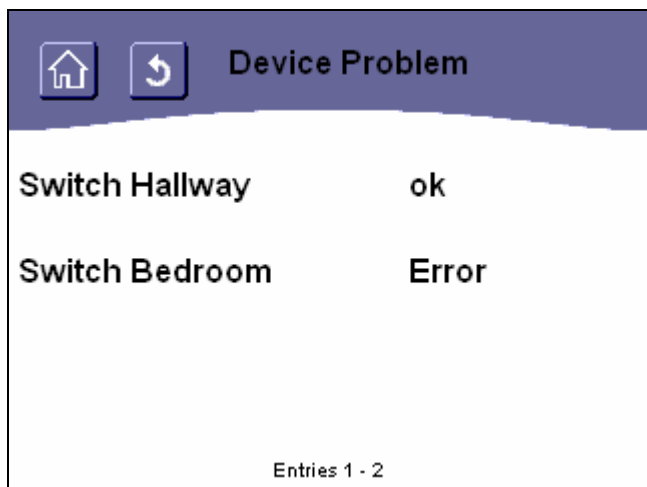 Device Problem
Switch Hallway ok
Switch Bedroom Error
Entries 1 - 2